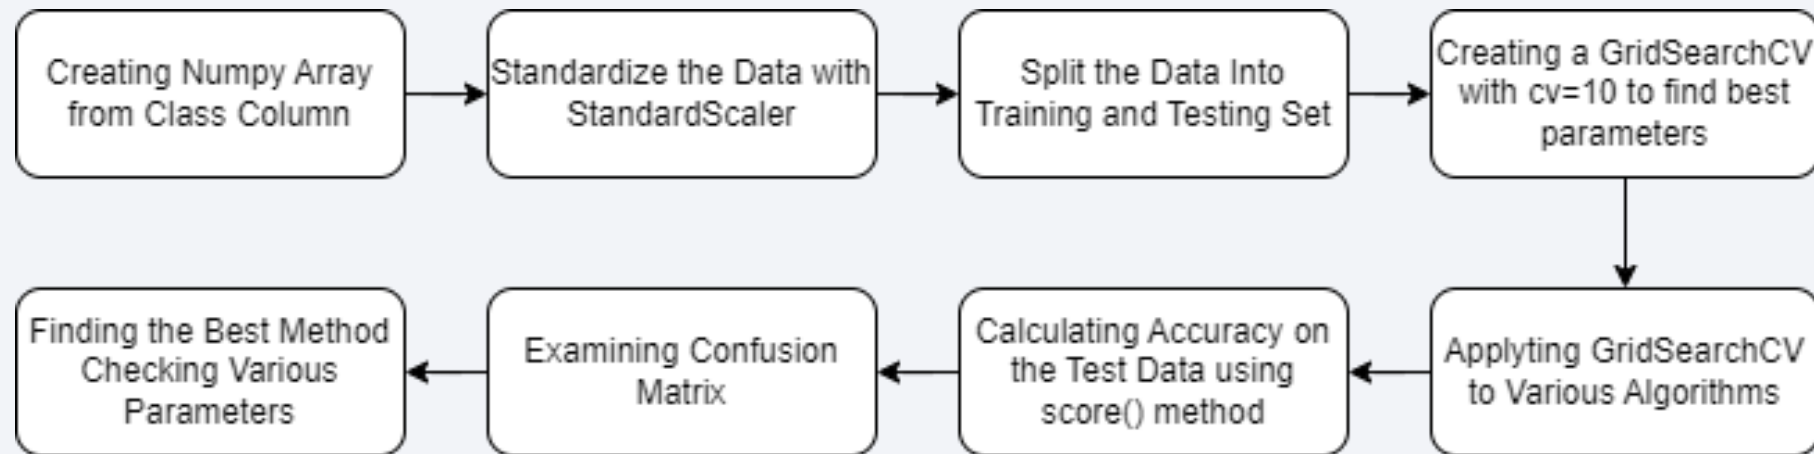 Creating Numpy Array
from Class Column
Standardize the Data with
StandardScaler
Split the Data Into
Training and Testing Set
Creating a GridSearchCV
with cv=10 to find best
parameters
Applyting GridSearchCV
to Various Algorithms
Calculating Accuracy on
the Test Data using
score() method
Examining Confusion
Matrix
Finding the Best Method
Checking Various
Parameters